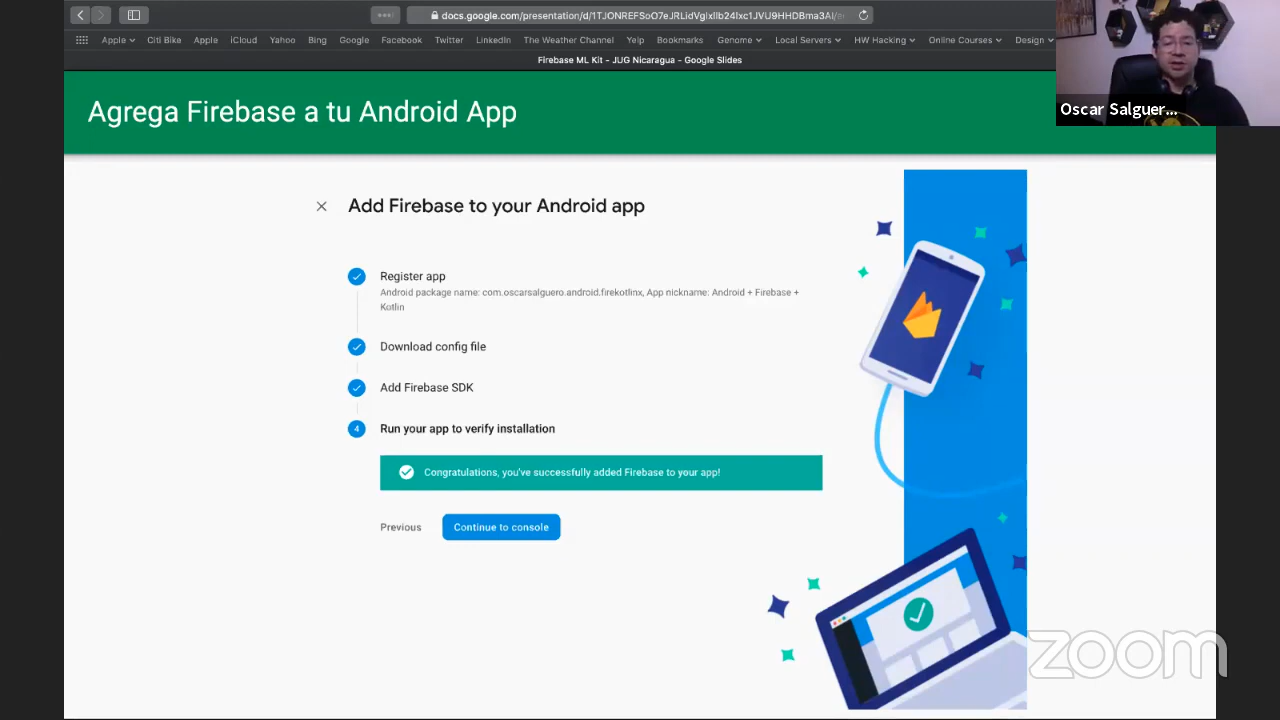 docs.google.com/presentation/d/
Apple Citi Bike Apple iCloud Yahoo Bing Google Facebook Twitter LinkedIn The Weather Channel Yelp Bookmarks Genome Local Servers HW Hacking Online Courses Design
Firebase ML Kit - JUG Nicaragua - Google Slides
Oscar Salguer...
Agrega Firebase a tu Android App
Add Firebase to your Android app
Register app
Android package name: com.oscarsalguero.android.firekotlinx, App nickname: Android + Firebase +
Kotlin
Download config file
Add Firebase SDK
4 Run your app to verify installation
Congratulations, you've successfully added Firebase to your app!
Previous Continue to console
zoom